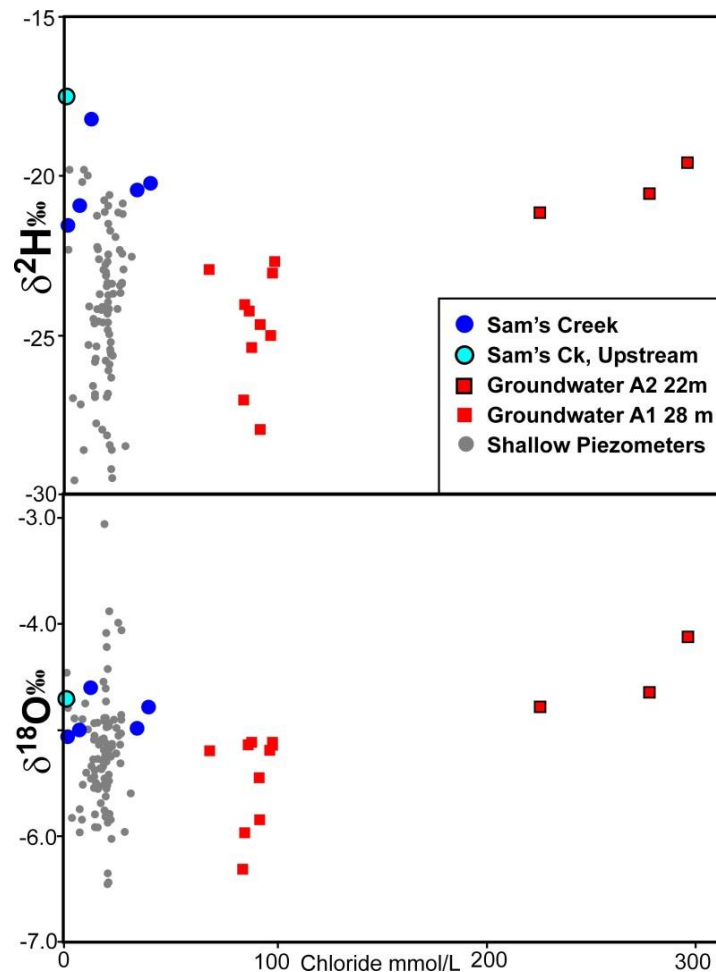 -15
-20
-25
-30
δ²H‰
Sam's Creek
Sam's Ck, Upstream
Groundwater A2 22m
Groundwater A1 28 m
Shallow Piezometers
-3.0
-4.0
-6.0
-7.0
δ¹⁸O‰
0
100
200
300
Chloride mmol/L